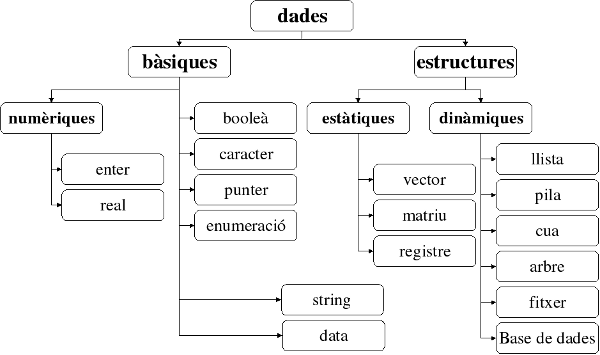 dades
bàsiques
estructures
numèriques
booleà
estàtiques
dinàmiques
caracter
llista
enter
vector
punter
pila
real
matriu
enumeració
cua
registre
arbre
string
fitxer
data
Base de dades